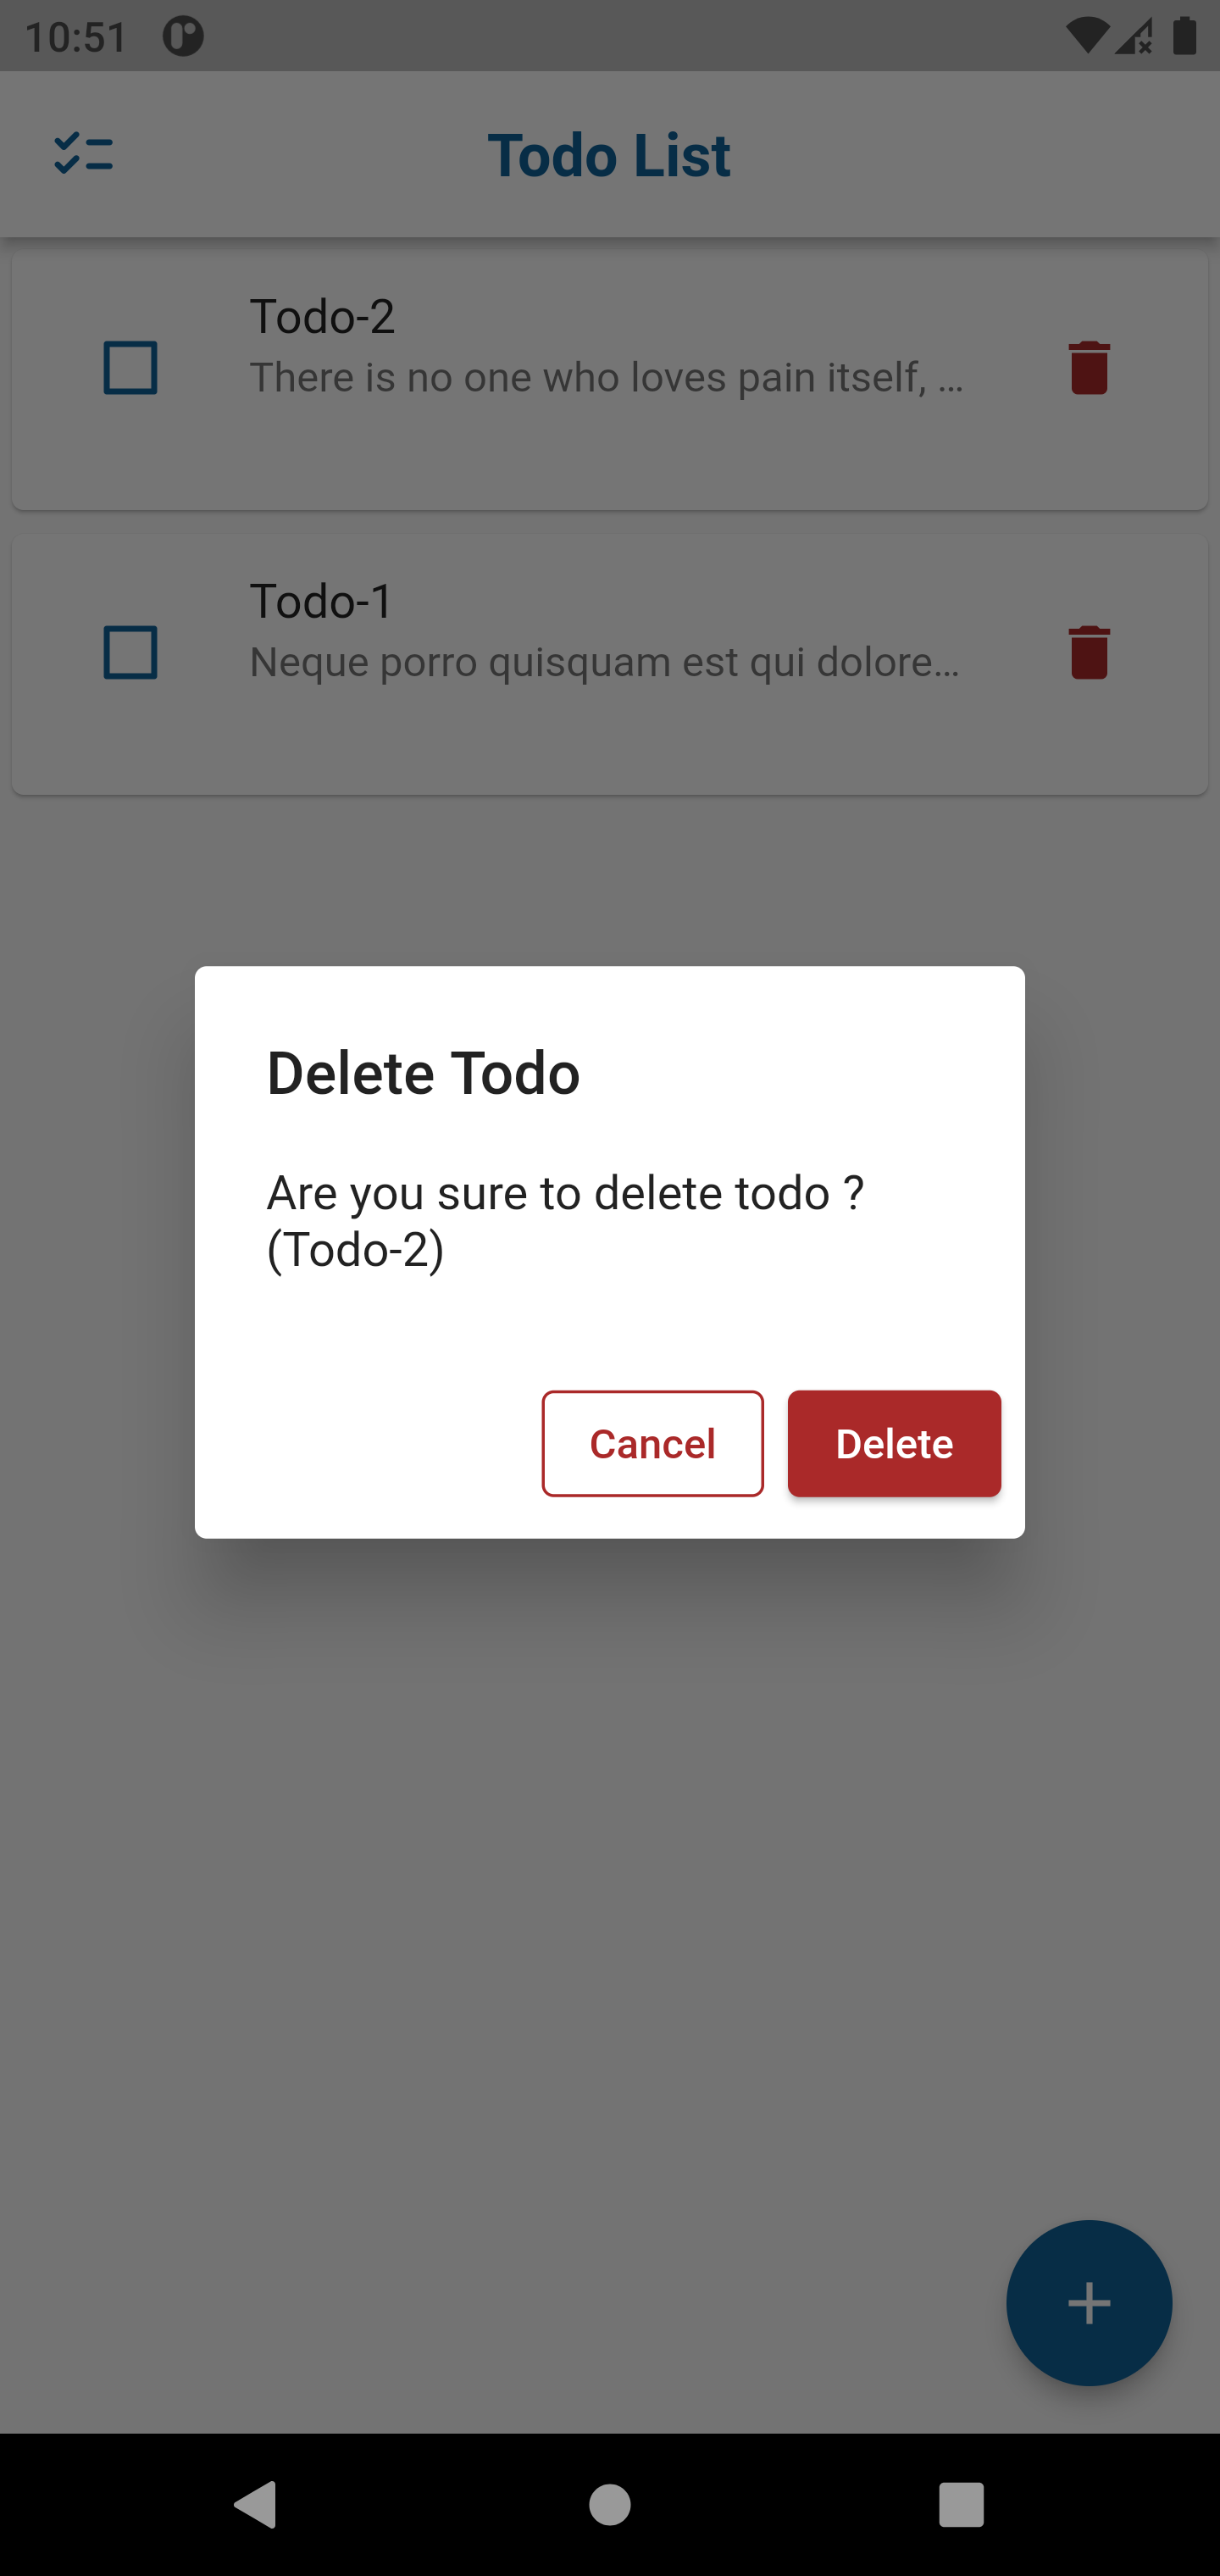 10:51
Todo List
Todo-2
There is no one who loves pain itself, ...
Todo-1
Neque porro quisquam est qui dolore...
Delete Todo
Are you sure to delete todo ?
(Todo-2)
Cancel
Delete